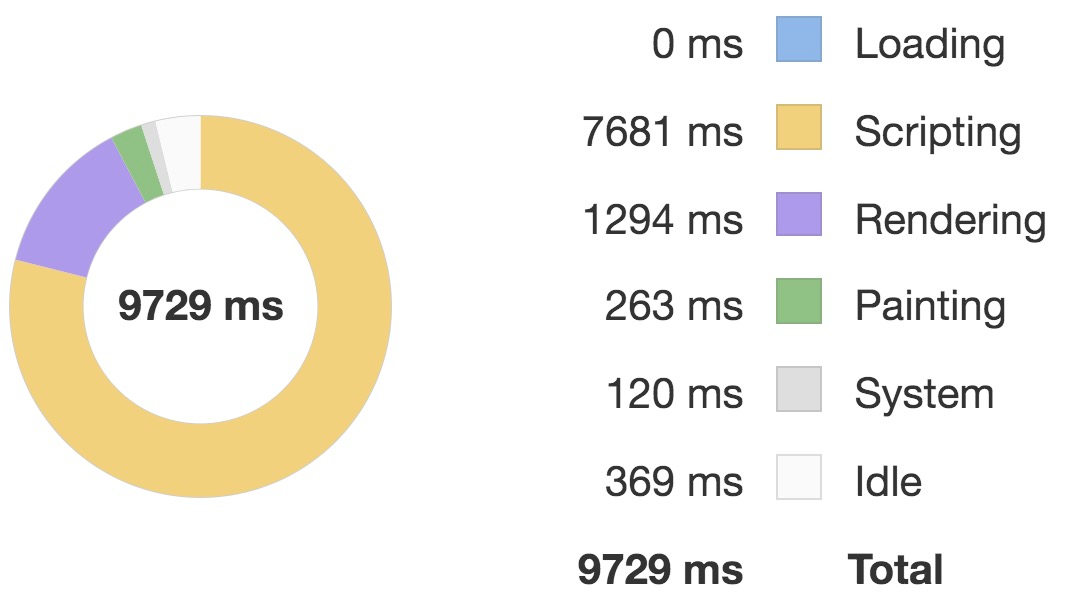 9729 ms
0 ms Loading
7681 ms Scripting
1294 ms Rendering
263 ms Painting
120 ms System
369 ms Idle
9729 ms Total